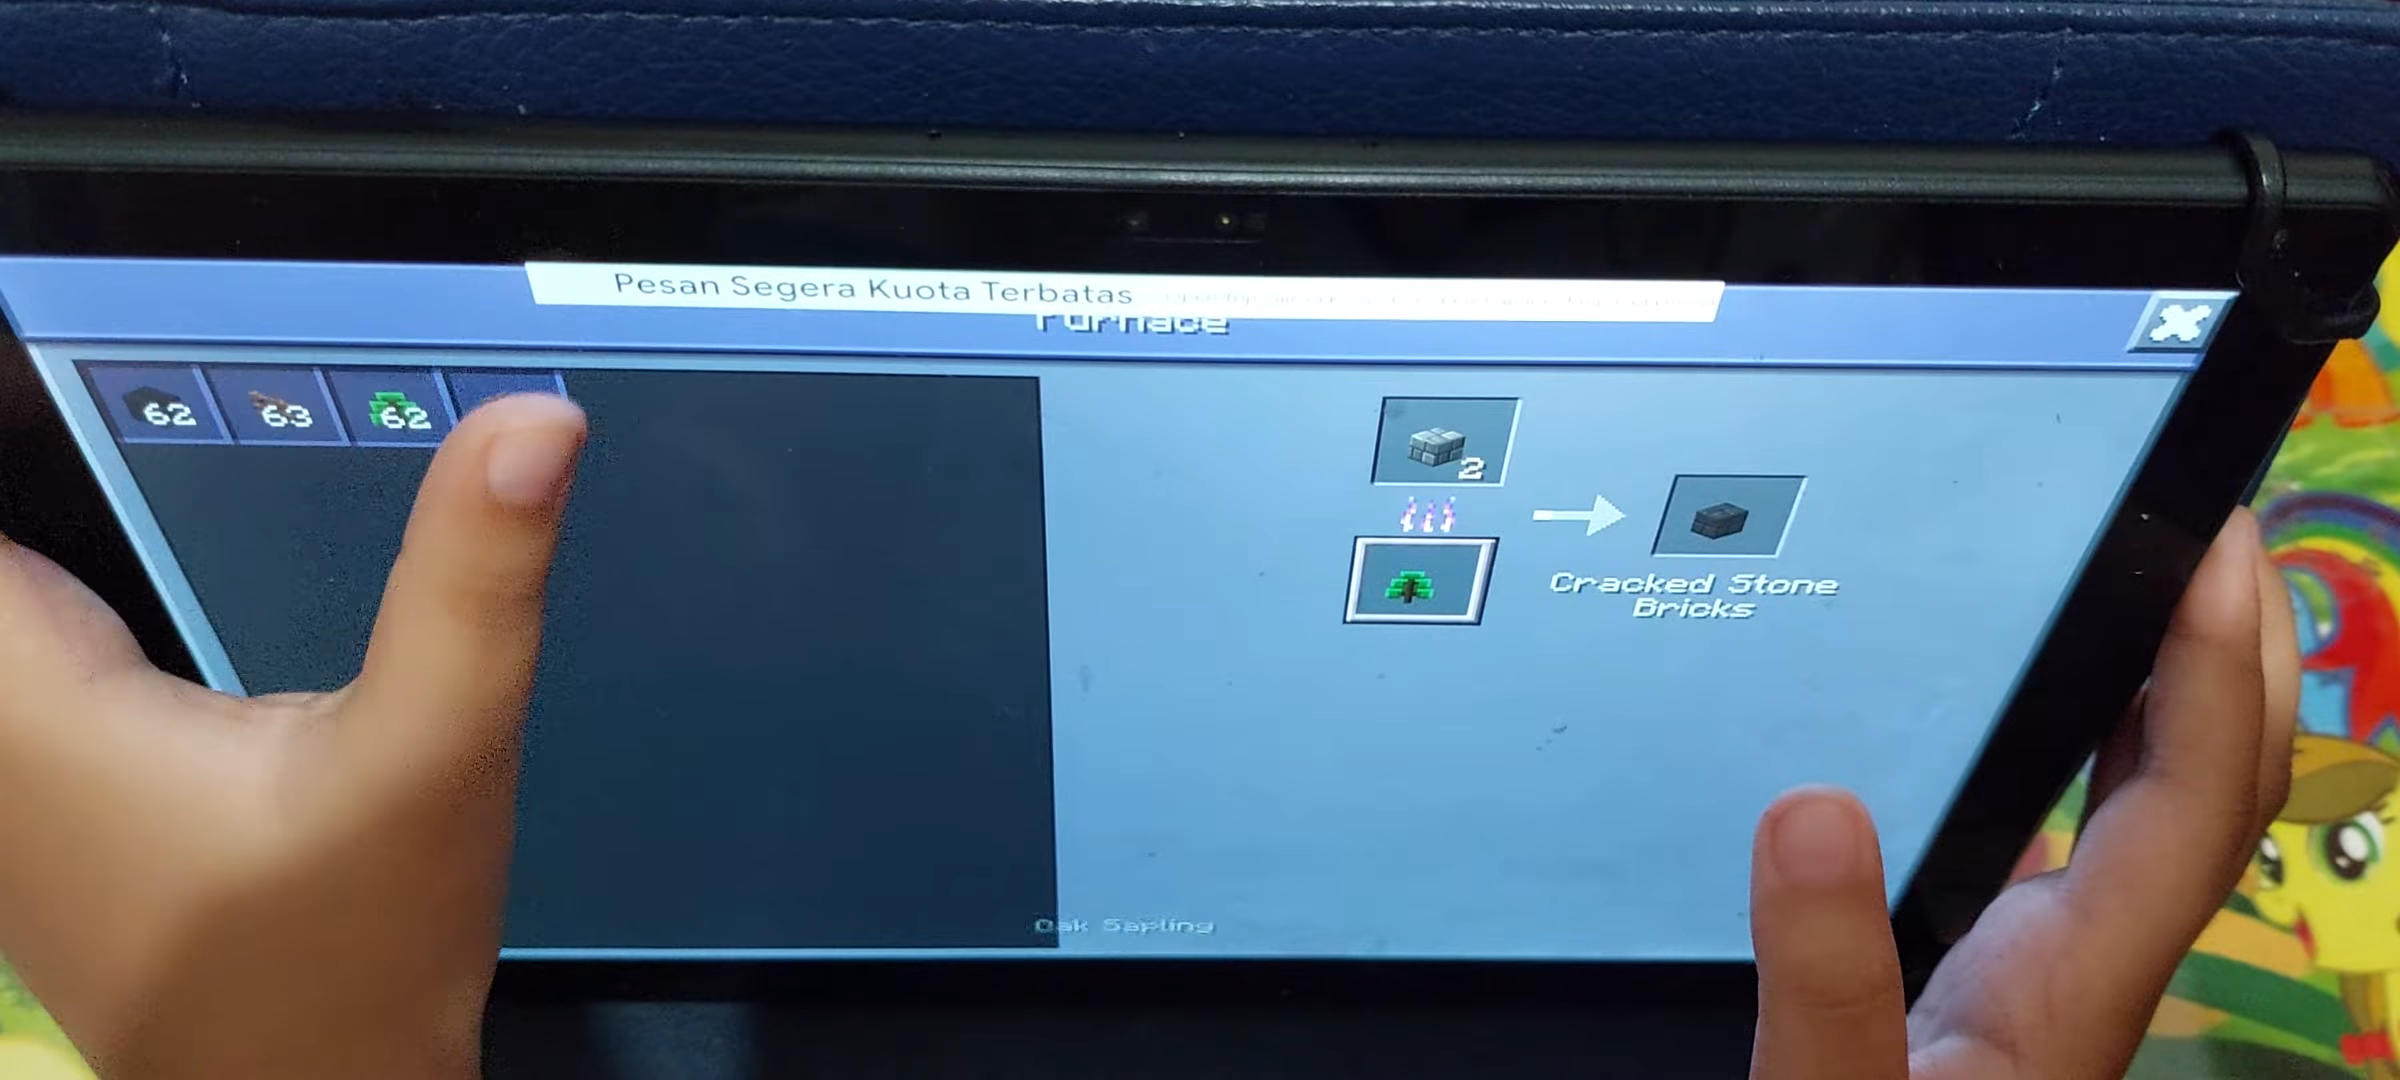 Pesan Segera Kuota Terbatas
Furnace
62
63
62
2
Cracked Stone
Bricks
Oak Sapling